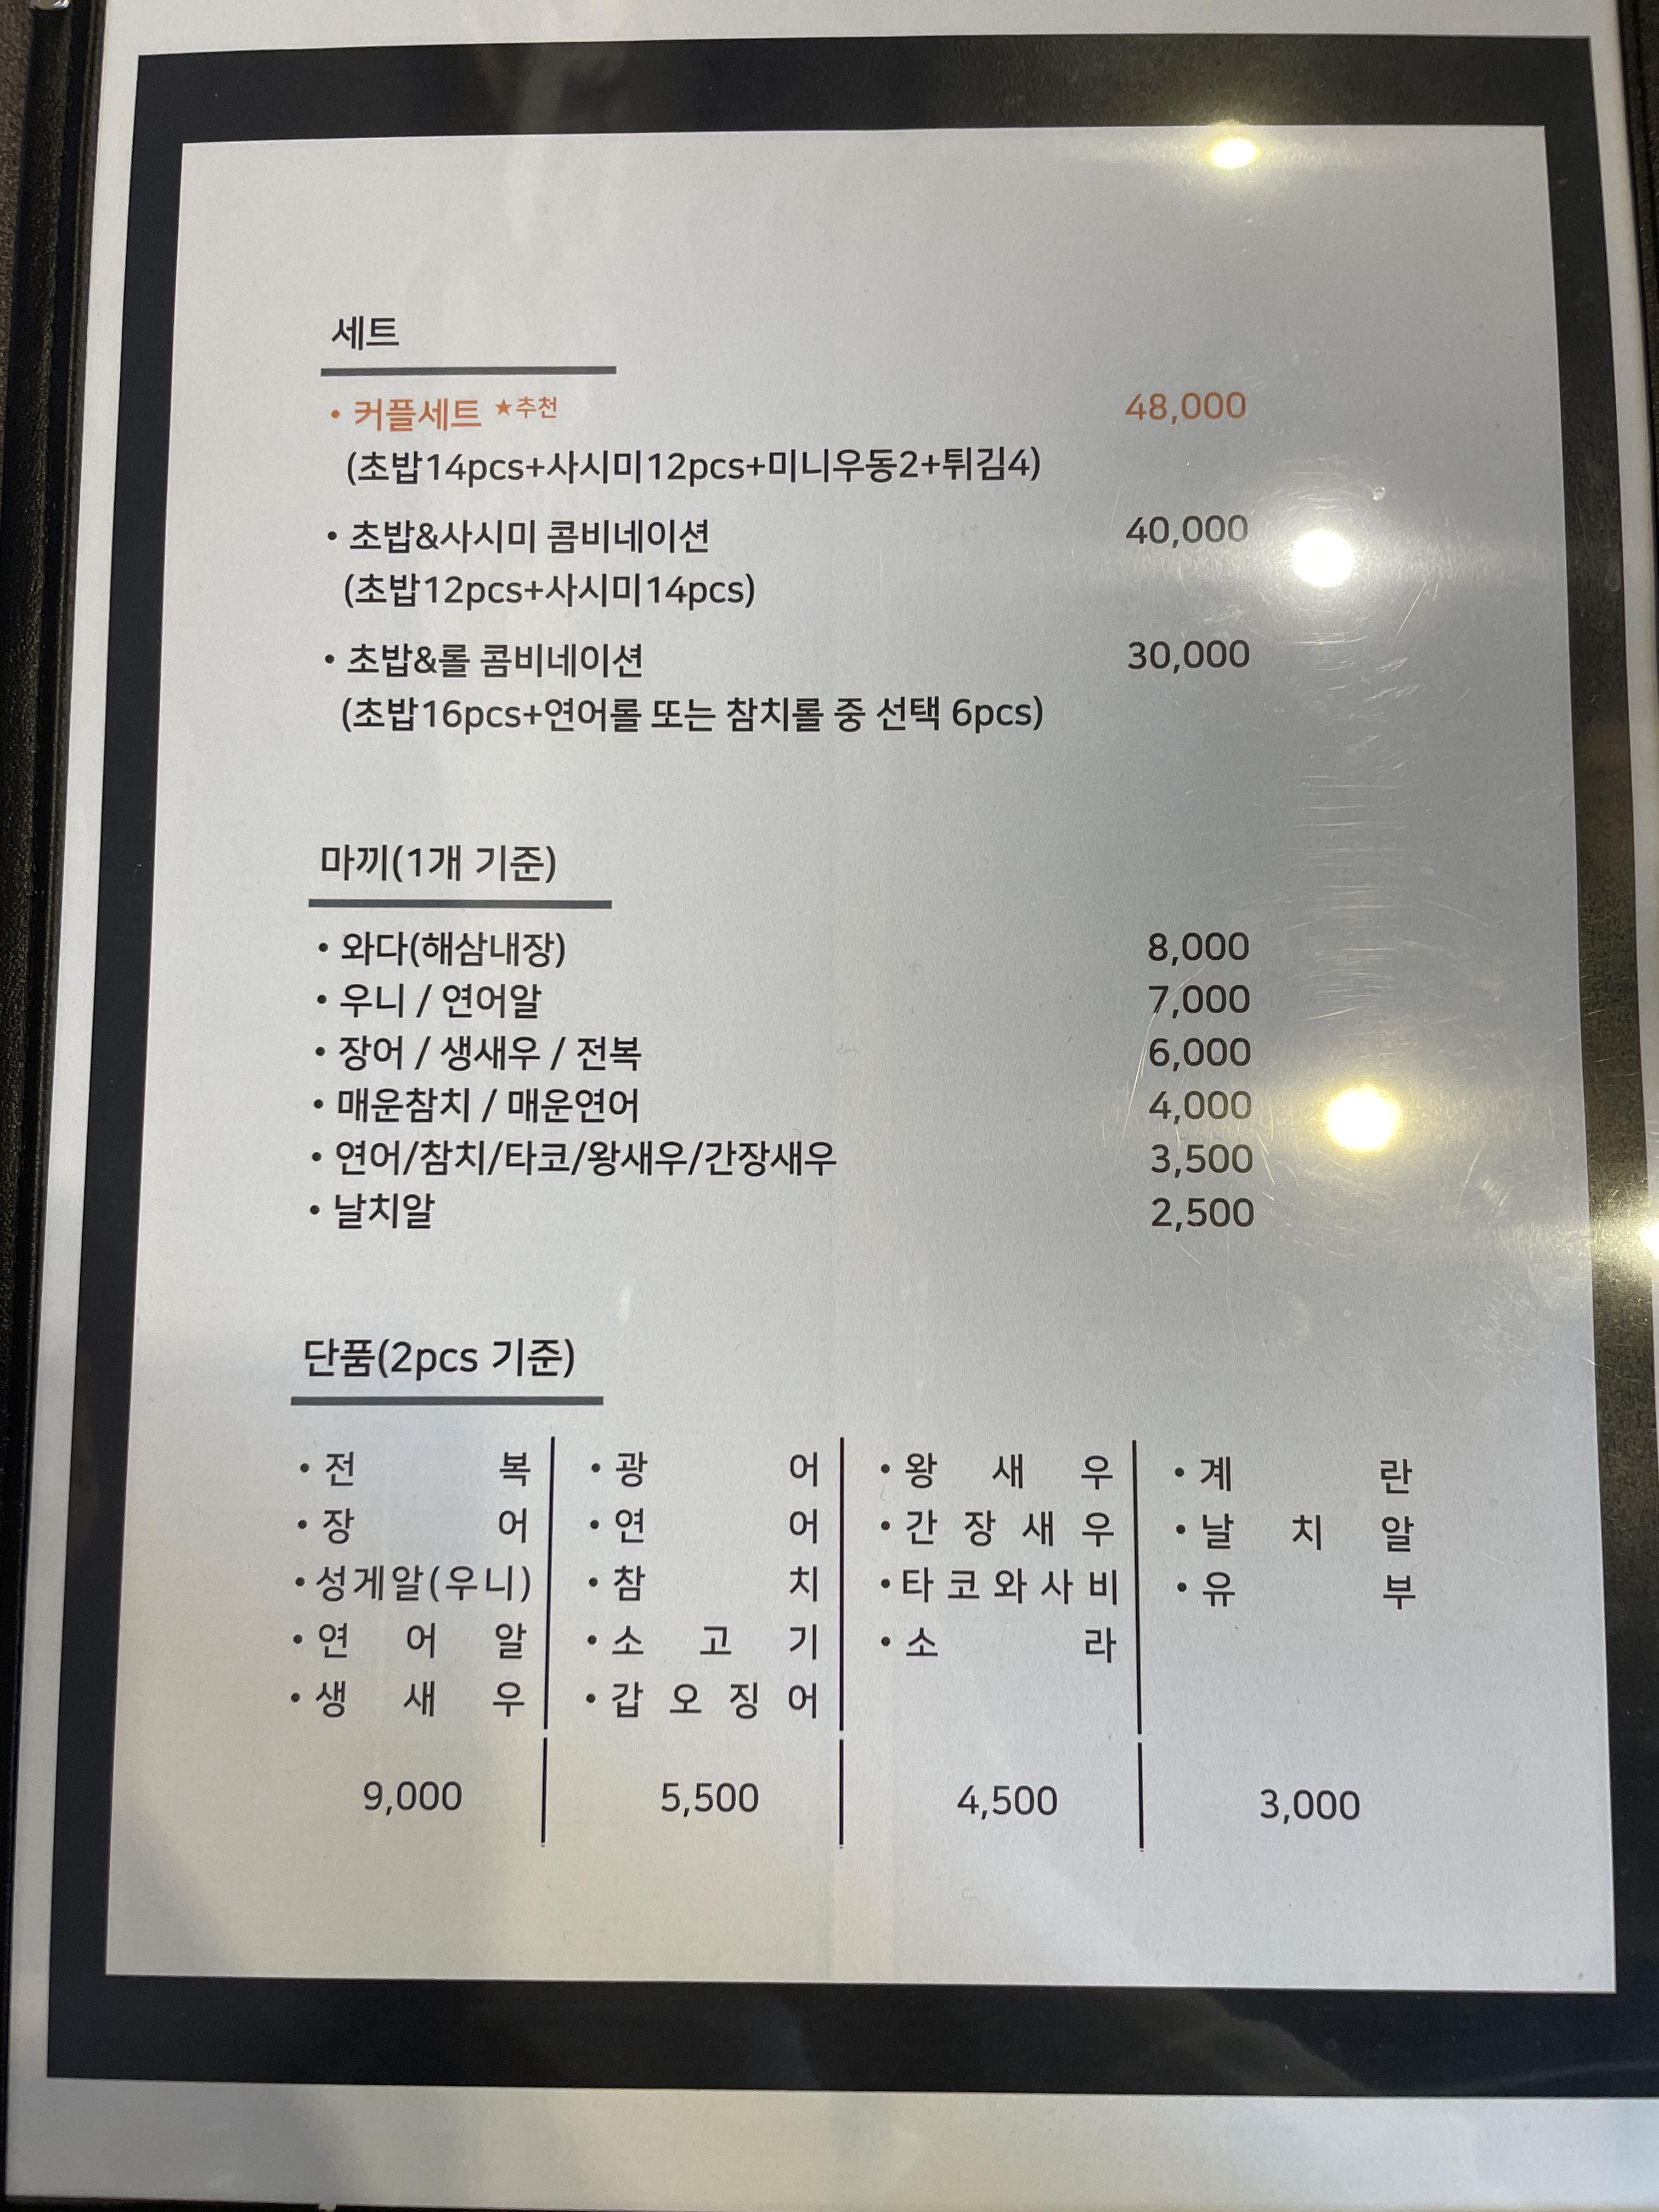 세트
• 커플세트 ★추천 48,000
(초밥14pcs+사시미12pcs+미니우동2+튀김4)
• 초밥&사시미 콤비네이션 40,000
(초밥12pcs+사시미14pcs)
• 초밥&롤 콤비네이션 30,000
(초밥16pcs+연어롤 또는 참치롤 중 선택 6pcs)
마끼(1개 기준)
• 와다(해삼내장) 8,000
• 우니 / 연어알 7,000
• 장어 / 생새우 / 전복 6,000
• 매운참치 / 매운연어 4,000
• 연어/참치/타코/왕새우/간장새우 3,500
• 날치알 2,500
단품(2pcs 기준)
• 전 복 • 광 어 • 왕 새 우 • 계 란
• 장 어 • 연 어 • 간 장 새 우 • 날 치 알
• 성게알(우니) • 참 치 • 타 코 와 사 비 • 유 부
• 연 어 알 • 소 고 기 • 소 라
• 생 새 우 • 갑 오 징 어
9,000 5,500 4,500 3,000